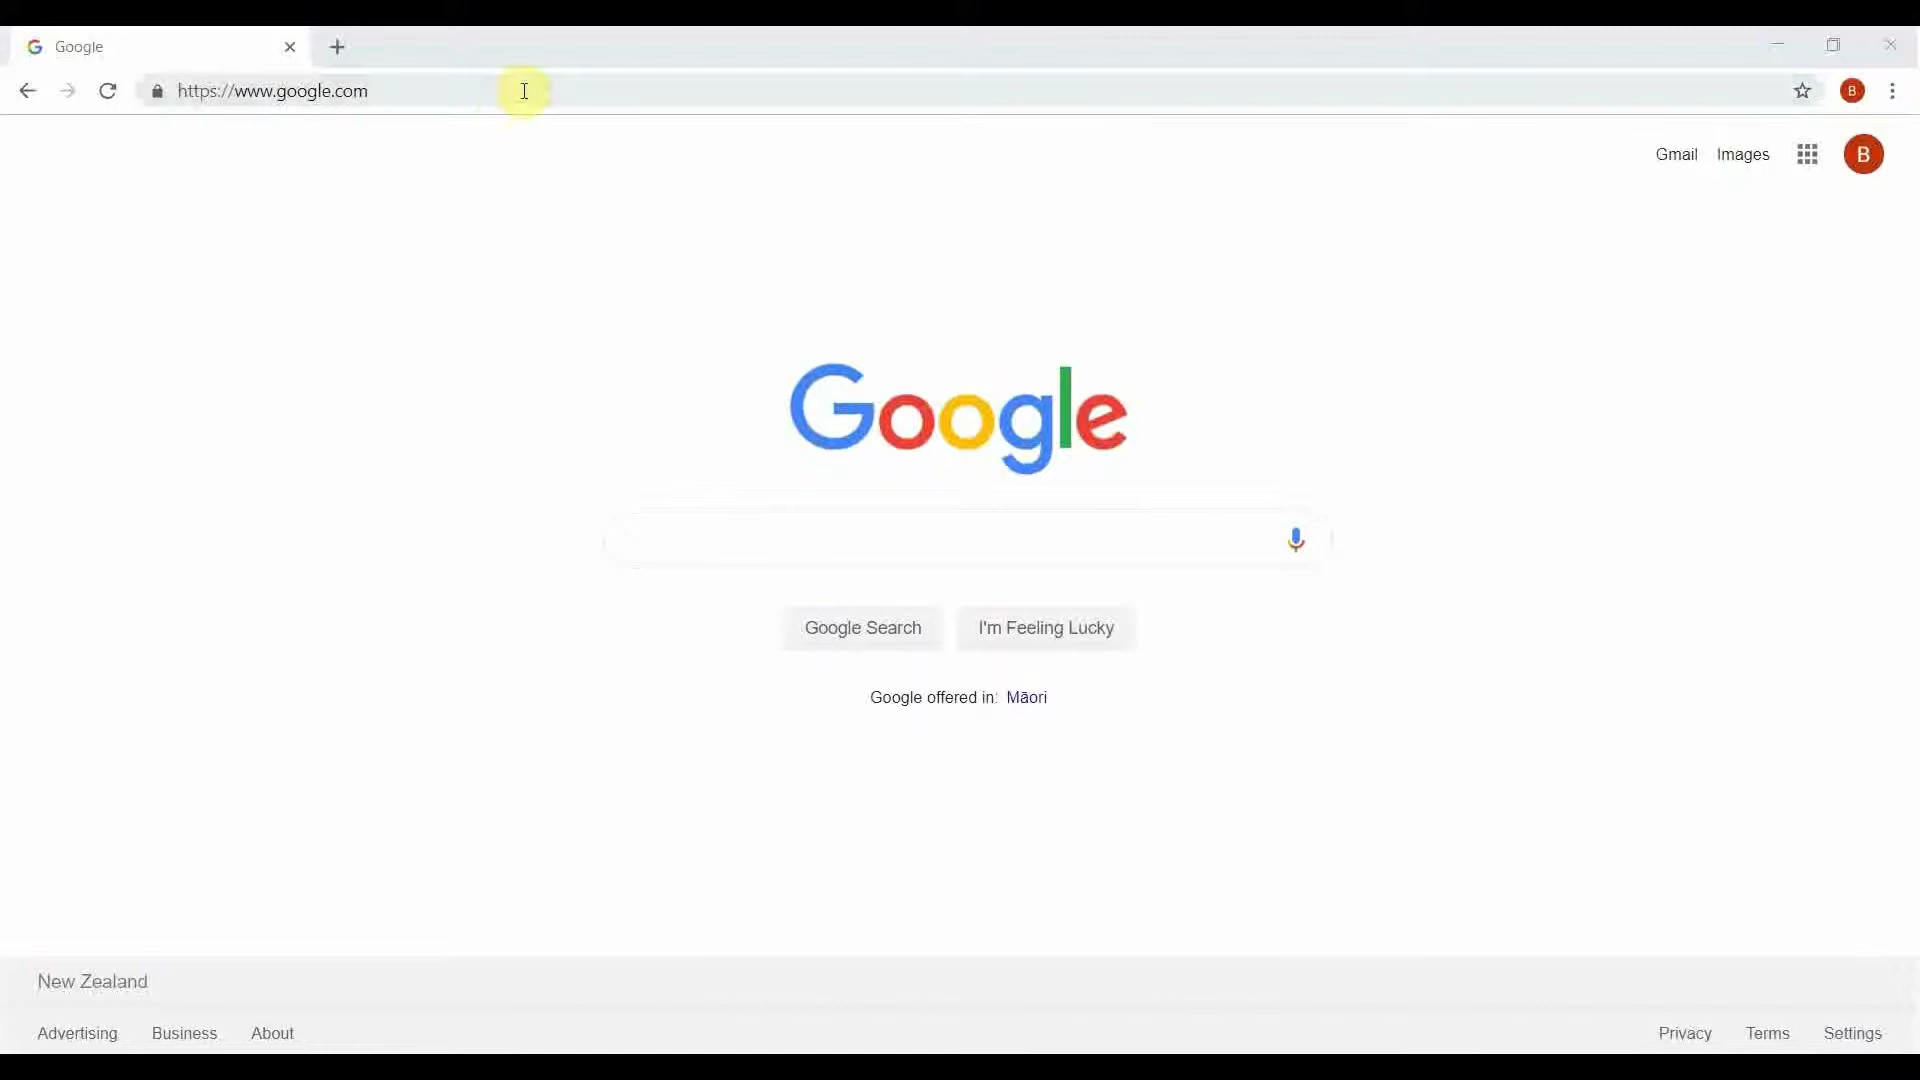 Google
https://www.google.com
B
Gmail Images B
Google
Google Search I'm Feeling Lucky
Google offered in: Māori
New Zealand
Advertising Business About Privacy Terms Settings